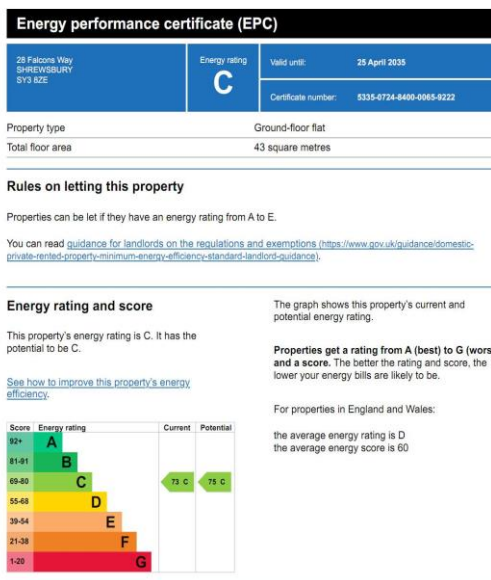 Energy performance certificate (EPC)
28 Falcons Way
SHREWSBURY
SY3 8ZE
Energy rating
C
Valid until:
25 April 2035
Certificate number:
5335-0724-8400-0065-9222
Property type
Ground-floor flat
Total floor area
43 square metres
Rules on letting this property
Properties can be let if they have an energy rating from A to E.
You can read guidance for landlords on the regulations and exemptions (https://www.gov.uk/guidance/domestic-
private-rented-property-minimum-energy-efficiency-standard-landlord-guidance).
Energy rating and score
This property's energy rating is C. It has the
potential to be C.
See how to improve this property's energy
efficiency.
Score Energy rating Current Potential
92+ A
81-91 B
69-80 C 73 C 75 C
55-68 D
39-54 E
21-38 F
1-20 G
The graph shows this property's current and
potential energy rating.
Properties get a rating from A (best) to G (wors
and a score. The better the rating and score, the
lower your energy bills are likely to be.
For properties in England and Wales:
the average energy rating is D
the average energy score is 60